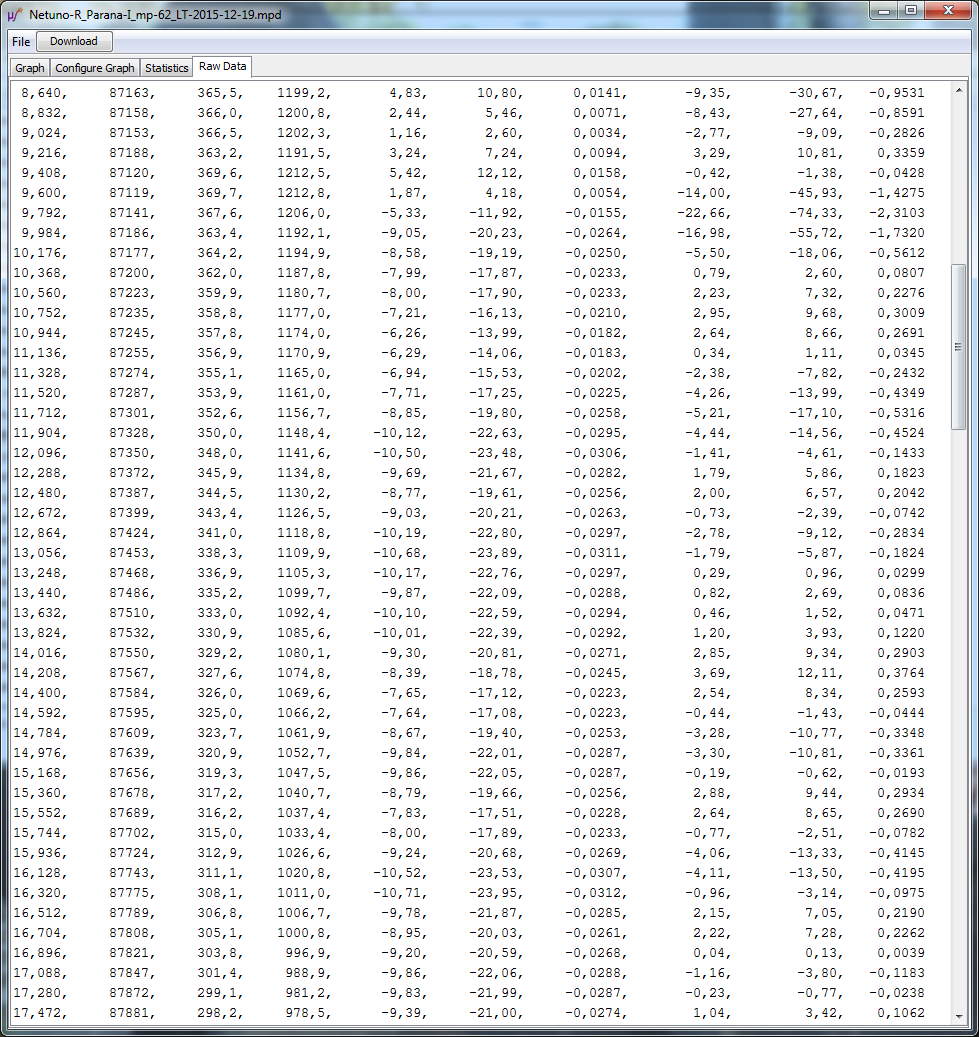 Netuno-R_Parana-I_mp-62_LT-2015-12-19.mpd
File Download
Graph Configure Graph Statistics Raw Data
8,640, 87163, 365,5, 1199,2, 4,83, 10,80, 0,0141, -9,35, -30,67, -0,9531
8,832, 87158, 366,0, 1200,8, 2,44, 5,46, 0,0071, -8,43, -27,64, -0,8591
9,024, 87153, 366,5, 1202,3, 1,16, 2,60, 0,0034, -2,77, -9,09, -0,2826
9,216, 87188, 363,2, 1191,5, 3,24, 7,24, 0,0094, 3,29, 10,81, 0,3359
9,408, 87120, 369,6, 1212,5, 5,42, 12,12, 0,0158, -0,42, -1,38, -0,0428
9,600, 87119, 369,7, 1212,8, 1,87, 4,18, 0,0054, -14,00, -45,93, -1,4275
9,792, 87141, 367,6, 1206,0, -5,33, -11,92, -0,0155, -22,66, -74,33, -2,3103
9,984, 87186, 363,4, 1192,1, -9,05, -20,23, -0,0264, -16,98, -55,72, -1,7320
10,176, 87177, 364,2, 1194,9, -8,58, -19,19, -0,0250, -5,50, -18,06, -0,5612
10,368, 87200, 362,0, 1187,8, -7,99, -17,87, -0,0233, 0,79, 2,60, 0,0807
10,560, 87223, 359,9, 1180,7, -8,00, -17,90, -0,0233, 2,23, 7,32, 0,2276
10,752, 87235, 358,8, 1177,0, -7,21, -16,13, -0,0210, 2,95, 9,68, 0,3009
10,944, 87245, 357,8, 1174,0, -6,26, -13,99, -0,0182, 2,64, 8,66, 0,2691
11,136, 87255, 356,9, 1170,9, -6,29, -14,06, -0,0183, 0,34, 1,11, 0,0345
11,328, 87274, 355,1, 1165,0, -6,94, -15,53, -0,0202, -2,38, -7,82, -0,2432
11,520, 87287, 353,9, 1161,0, -7,71, -17,25, -0,0225, -4,26, -13,99, -0,4349
11,712, 87301, 352,6, 1156,7, -8,85, -19,80, -0,0258, -5,21, -17,10, -0,5316
11,904, 87328, 350,0, 1148,4, -10,12, -22,63, -0,0295, -4,44, -14,56, -0,4524
12,096, 87350, 348,0, 1141,6, -10,50, -23,48, -0,0306, -1,41, -4,61, -0,1433
12,288, 87372, 345,9, 1134,8, -9,69, -21,67, -0,0282, 1,79, 5,86, 0,1823
12,480, 87387, 344,5, 1130,2, -8,77, -19,61, -0,0256, 2,00, 6,57, 0,2042
12,672, 87399, 343,4, 1126,5, -9,03, -20,21, -0,0263, -0,73, -2,39, -0,0742
12,864, 87424, 341,0, 1118,8, -10,19, -22,80, -0,0297, -2,78, -9,12, -0,2834
13,056, 87453, 338,3, 1109,9, -10,68, -23,89, -0,0311, -1,79, -5,87, -0,1824
13,248, 87468, 336,9, 1105,3, -10,17, -22,76, -0,0297, 0,29, 0,96, 0,0299
13,440, 87486, 335,2, 1099,7, -9,87, -22,09, -0,0288, 0,82, 2,69, 0,0836
13,632, 87510, 333,0, 1092,4, -10,10, -22,59, -0,0294, 0,46, 1,52, 0,0471
13,824, 87532, 330,9, 1085,6, -10,01, -22,39, -0,0292, 1,20, 3,93, 0,1220
14,016, 87550, 329,2, 1080,1, -9,30, -20,81, -0,0271, 2,85, 9,34, 0,2903
14,208, 87567, 327,6, 1074,8, -8,39, -18,78, -0,0245, 3,69, 12,11, 0,3764
14,400, 87584, 326,0, 1069,6, -7,65, -17,12, -0,0223, 2,54, 8,34, 0,2593
14,592, 87595, 325,0, 1066,2, -7,64, -17,08, -0,0223, -0,44, -1,43, -0,0444
14,784, 87609, 323,7, 1061,9, -8,67, -19,40, -0,0253, -3,28, -10,77, -0,3348
14,976, 87639, 320,9, 1052,7, -9,84, -22,01, -0,0287, -3,30, -10,81, -0,3361
15,168, 87656, 319,3, 1047,5, -9,86, -22,05, -0,0287, -0,19, -0,62, -0,0193
15,360, 87678, 317,2, 1040,7, -8,79, -19,66, -0,0256, 2,88, 9,44, 0,2934
15,552, 87689, 316,2, 1037,4, -7,83, -17,51, -0,0228, 2,64, 8,65, 0,2690
15,744, 87702, 315,0, 1033,4, -8,00, -17,89, -0,0233, -0,77, -2,51, -0,0782
15,936, 87724, 312,9, 1026,6, -9,24, -20,68, -0,0269, -4,06, -13,33, -0,4145
16,128, 87743, 311,1, 1020,8, -10,52, -23,53, -0,0307, -4,11, -13,50, -0,4195
16,320, 87775, 308,1, 1011,0, -10,71, -23,95, -0,0312, -0,96, -3,14, -0,0975
16,512, 87789, 306,8, 1006,7, -9,78, -21,87, -0,0285, 2,15, 7,05, 0,2190
16,704, 87808, 305,1, 1000,8, -8,95, -20,03, -0,0261, 2,22, 7,28, 0,2262
16,896, 87821, 303,8, 996,9, -9,20, -20,59, -0,0268, 0,04, 0,13, 0,0039
17,088, 87847, 301,4, 988,9, -9,86, -22,06, -0,0288, -1,16, -3,80, -0,1183
17,280, 87872, 299,1, 981,2, -9,83, -21,99, -0,0287, -0,23, -0,77, -0,0238
17,472, 87881, 298,2, 978,5, -9,39, -21,00, -0,0274, 1,04, 3,42, 0,1062